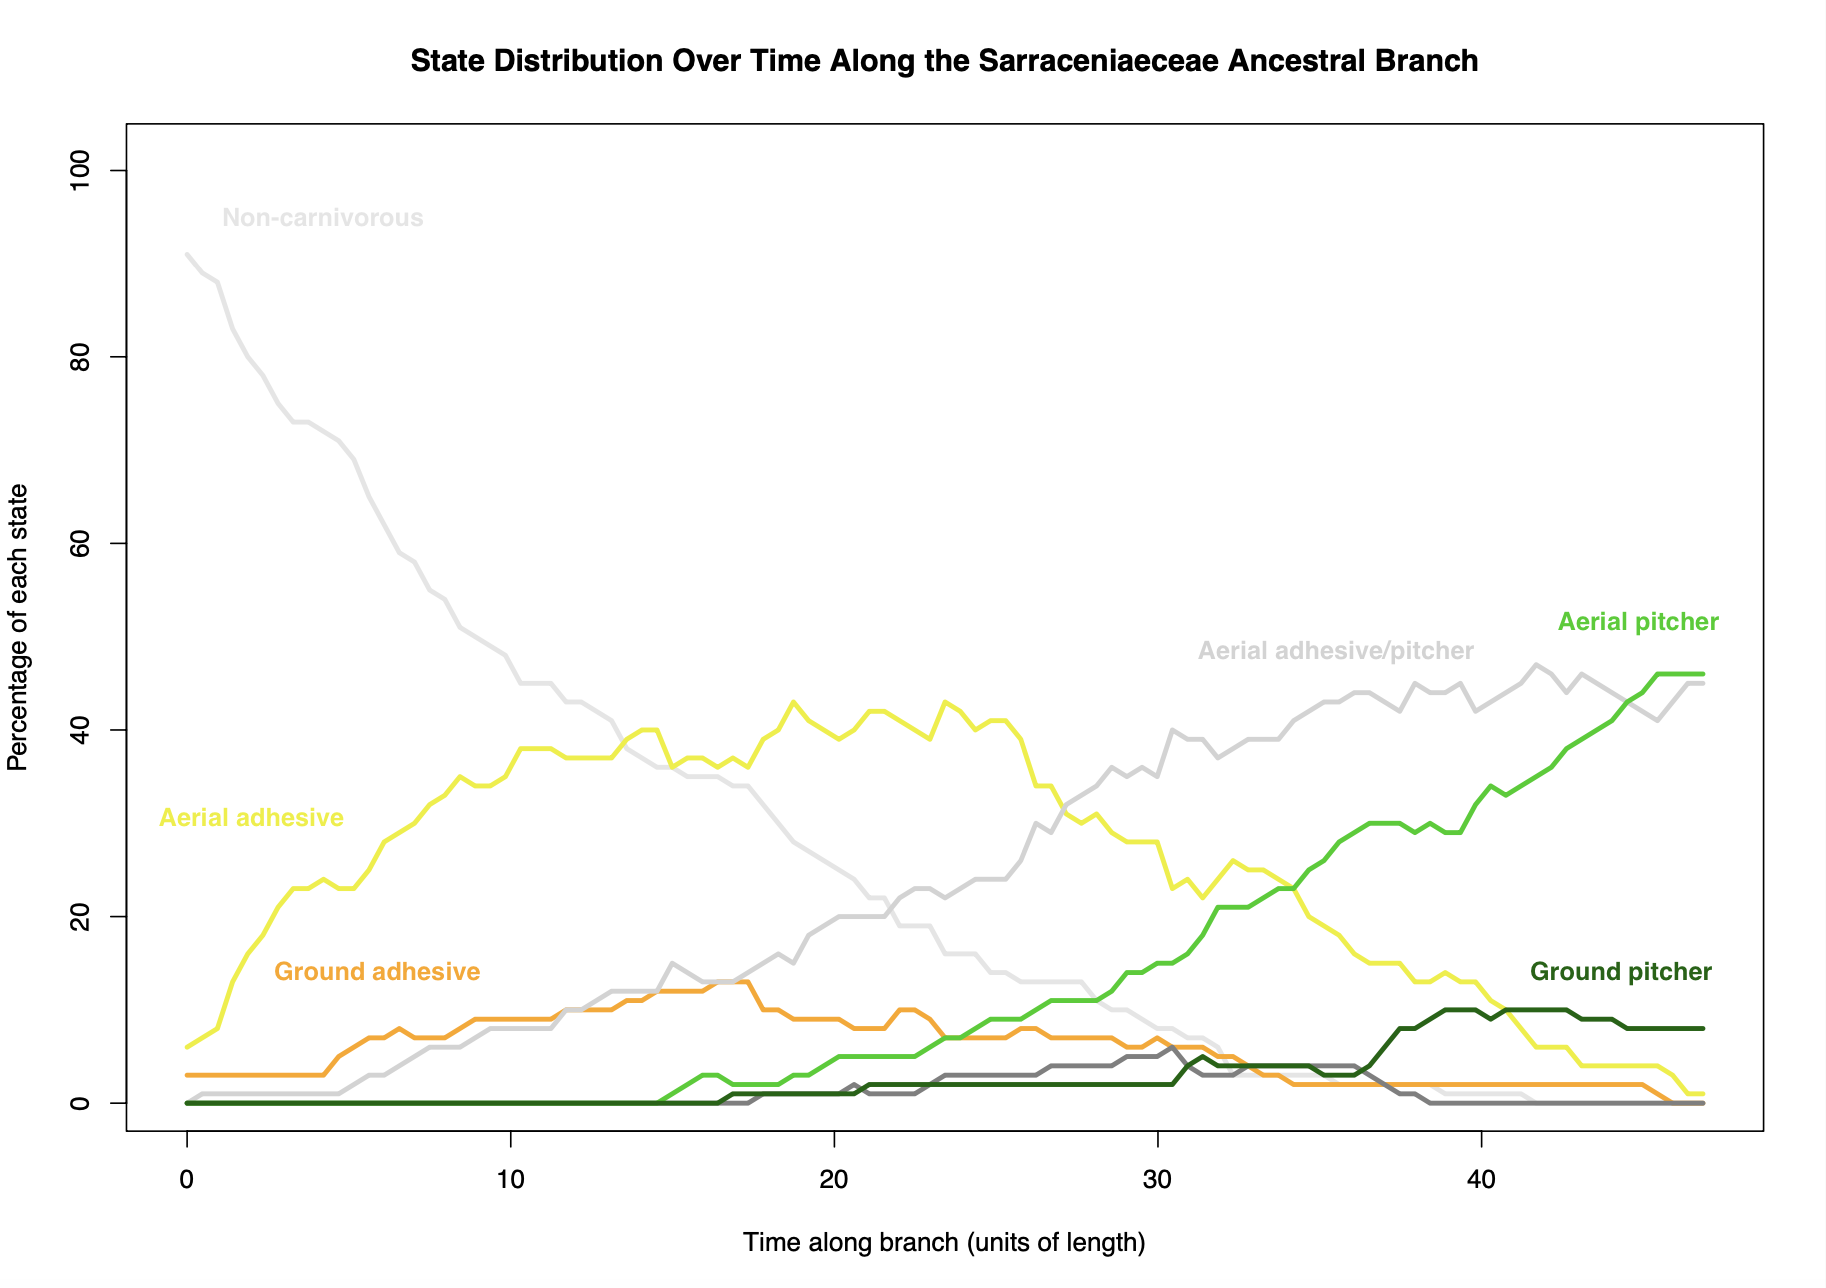 State Distribution Over Time Along the Sarraceniaeceae Ancestral Branch
Percentage of each state
100
80
60
40
20
0
Non-carnivorous
Aerial pitcher
Aerial adhesive/pitcher
Aerial adhesive
Ground adhesive
Ground pitcher
0 10 20 30 40
Time along branch (units of length)